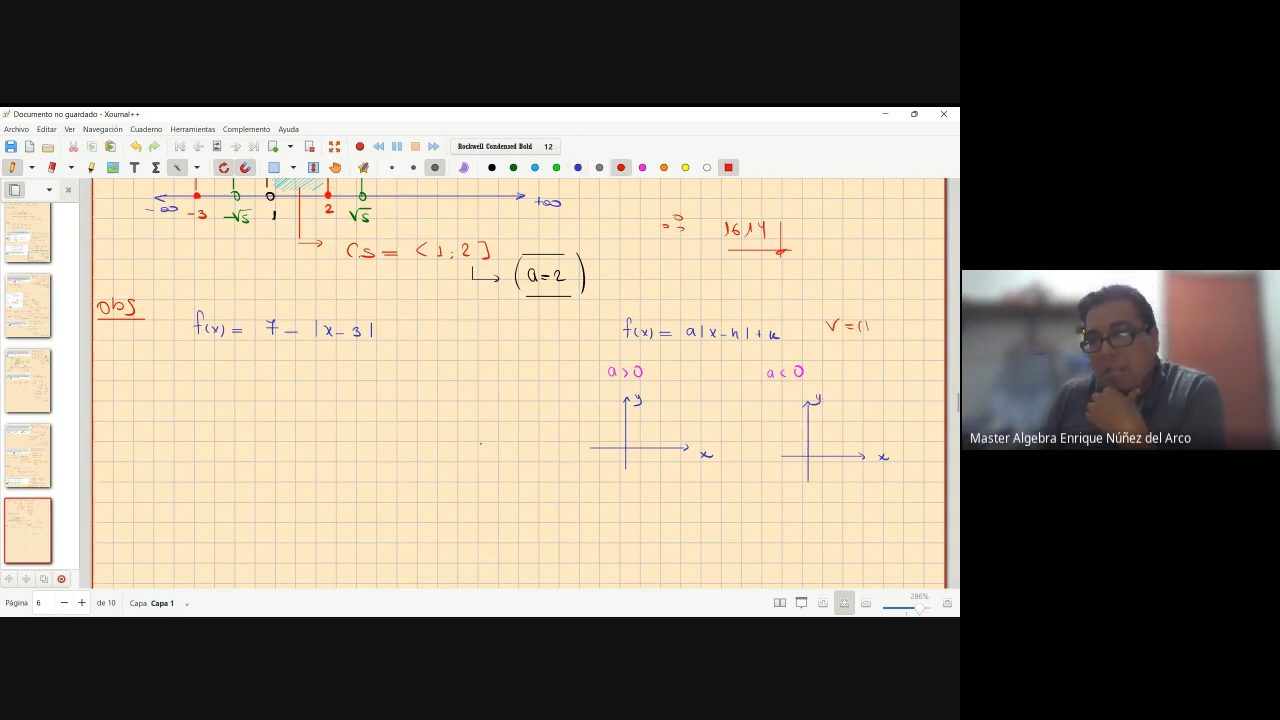 Documento no guardado - Xournal++
Archivo Editar Ver Navegación Cuaderno Herramientas Complemento Ayuda
Rockwell Condensed Bold 12
-∞ -3 -√5 1 2 √5 +∞
CS = ⟨1; 2]
(a=2)
1614
Obs
f(x) = 7 - |x-3|
f(x) = a|x-h|+k
V = (
a>0
a<0
y
x
y
x
Master Algebra Enrique Núñez del Arco
Página 6 de 10 Capa Capa 1
286%